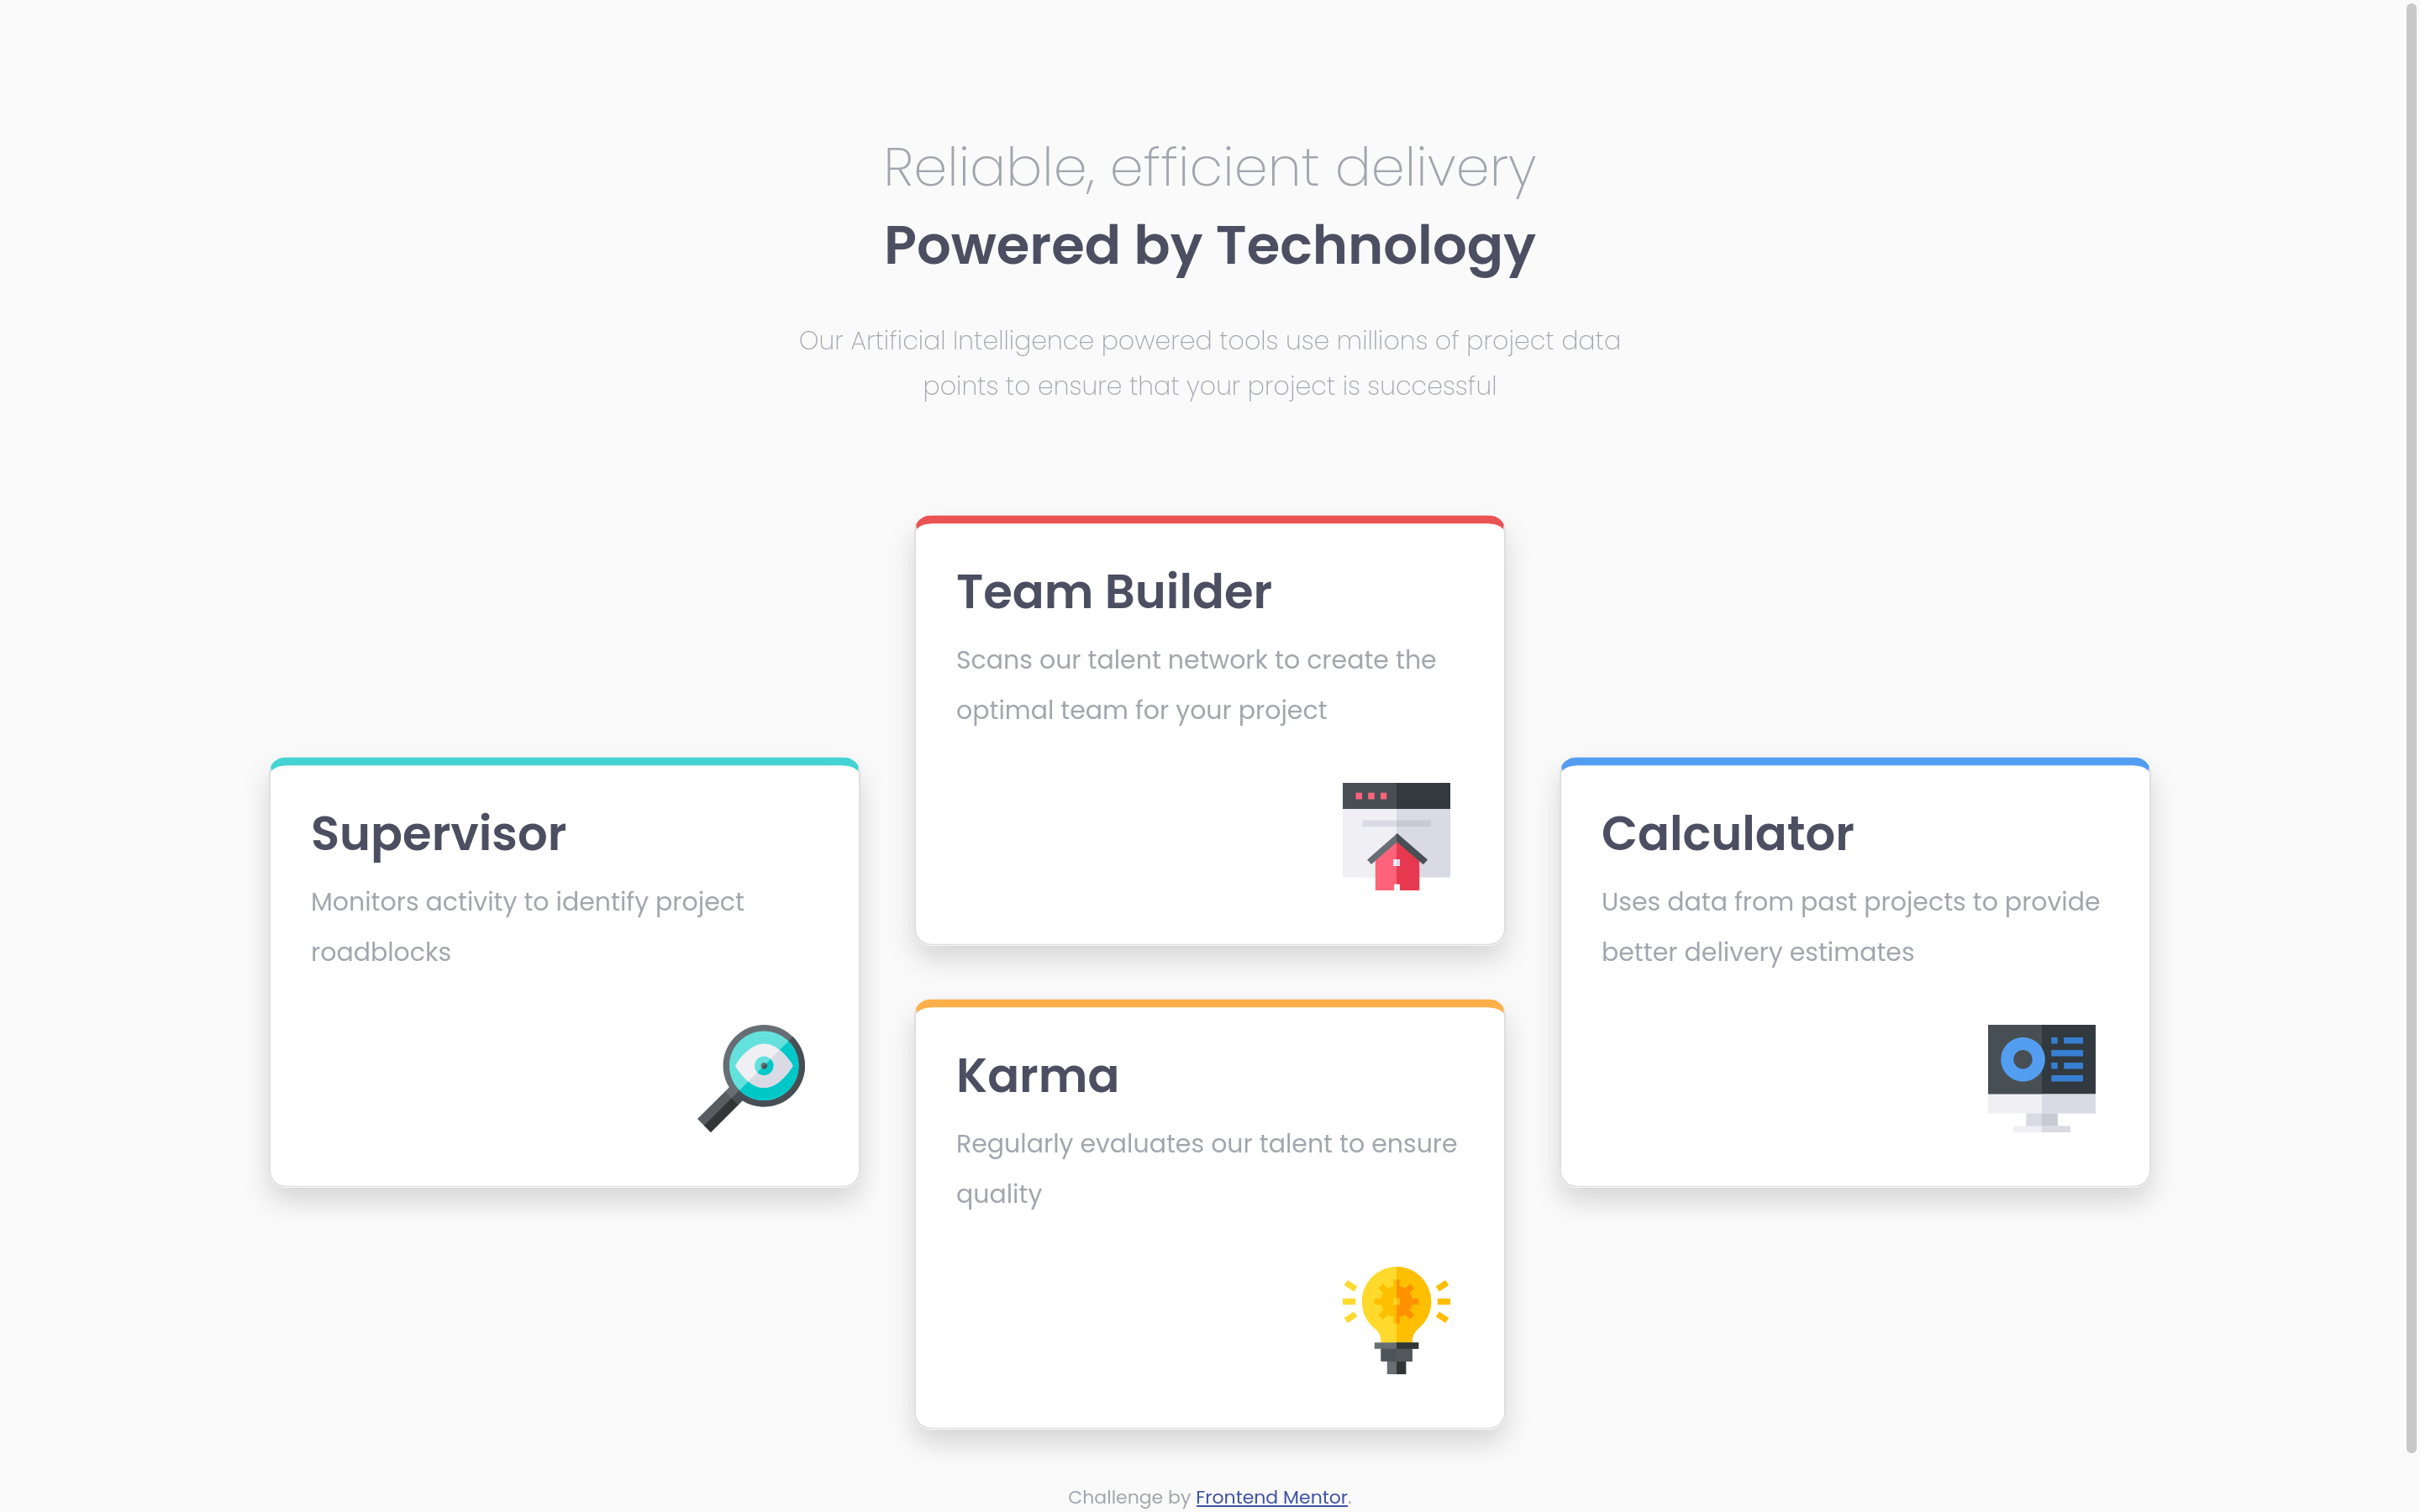 Reliable, efficient delivery
Powered by Technology
Our Artificial Intelligence powered tools use millions of project data
points to ensure that your project is successful
Team Builder
Scans our talent network to create the
optimal team for your project
Supervisor
Monitors activity to identify project
roadblocks
Calculator
Uses data from past projects to provide
better delivery estimates
Karma
Regularly evaluates our talent to ensure
quality
Challenge by Frontend Mentor.